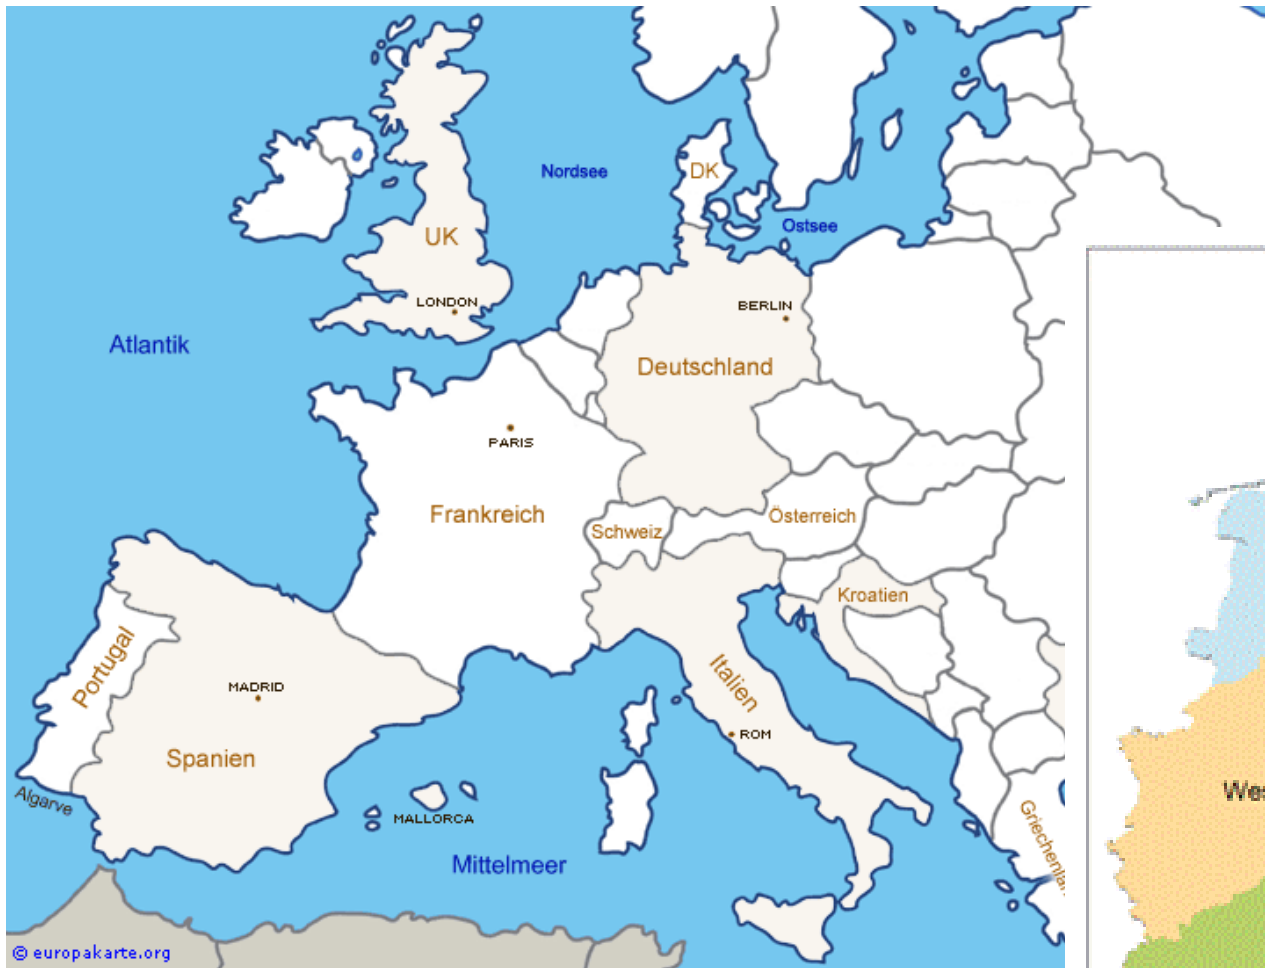 DK
Nordsee
Ostsee
UK
LONDON
BERLIN
Atlantik
Deutschland
PARIS
Frankreich
Schweiz
Österreich
Kroatien
Portugal
Italien
MADRID
ROM
Spanien
Algarve
MALLORCA
Mittelmeer
© europakarte.org